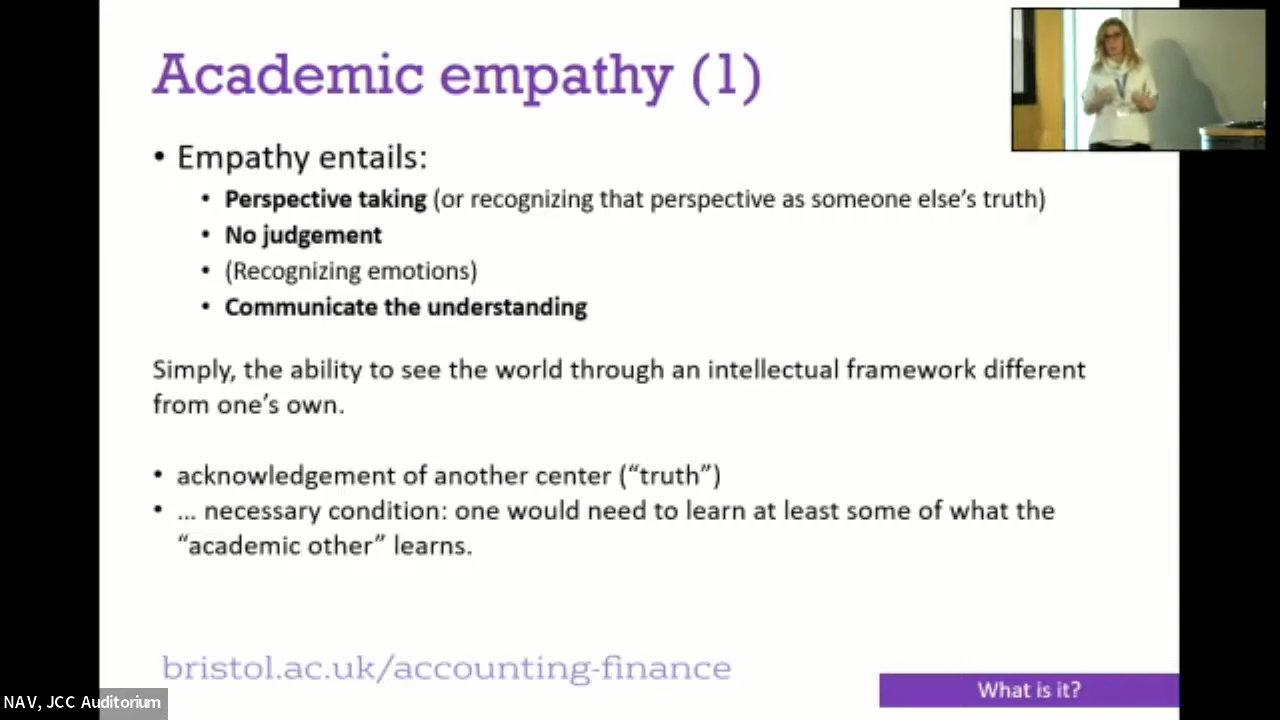 Academic empathy (1)
• Empathy entails:
• Perspective taking (or recognizing that perspective as someone else’s truth)
• No judgement
• (Recognizing emotions)
• Communicate the understanding
Simply, the ability to see the world through an intellectual framework different
from one’s own.
• acknowledgement of another center (“truth”)
• … necessary condition: one would need to learn at least some of what the
“academic other” learns.
bristol.ac.uk/accounting-finance
What is it?
NAV, JCC Auditorium